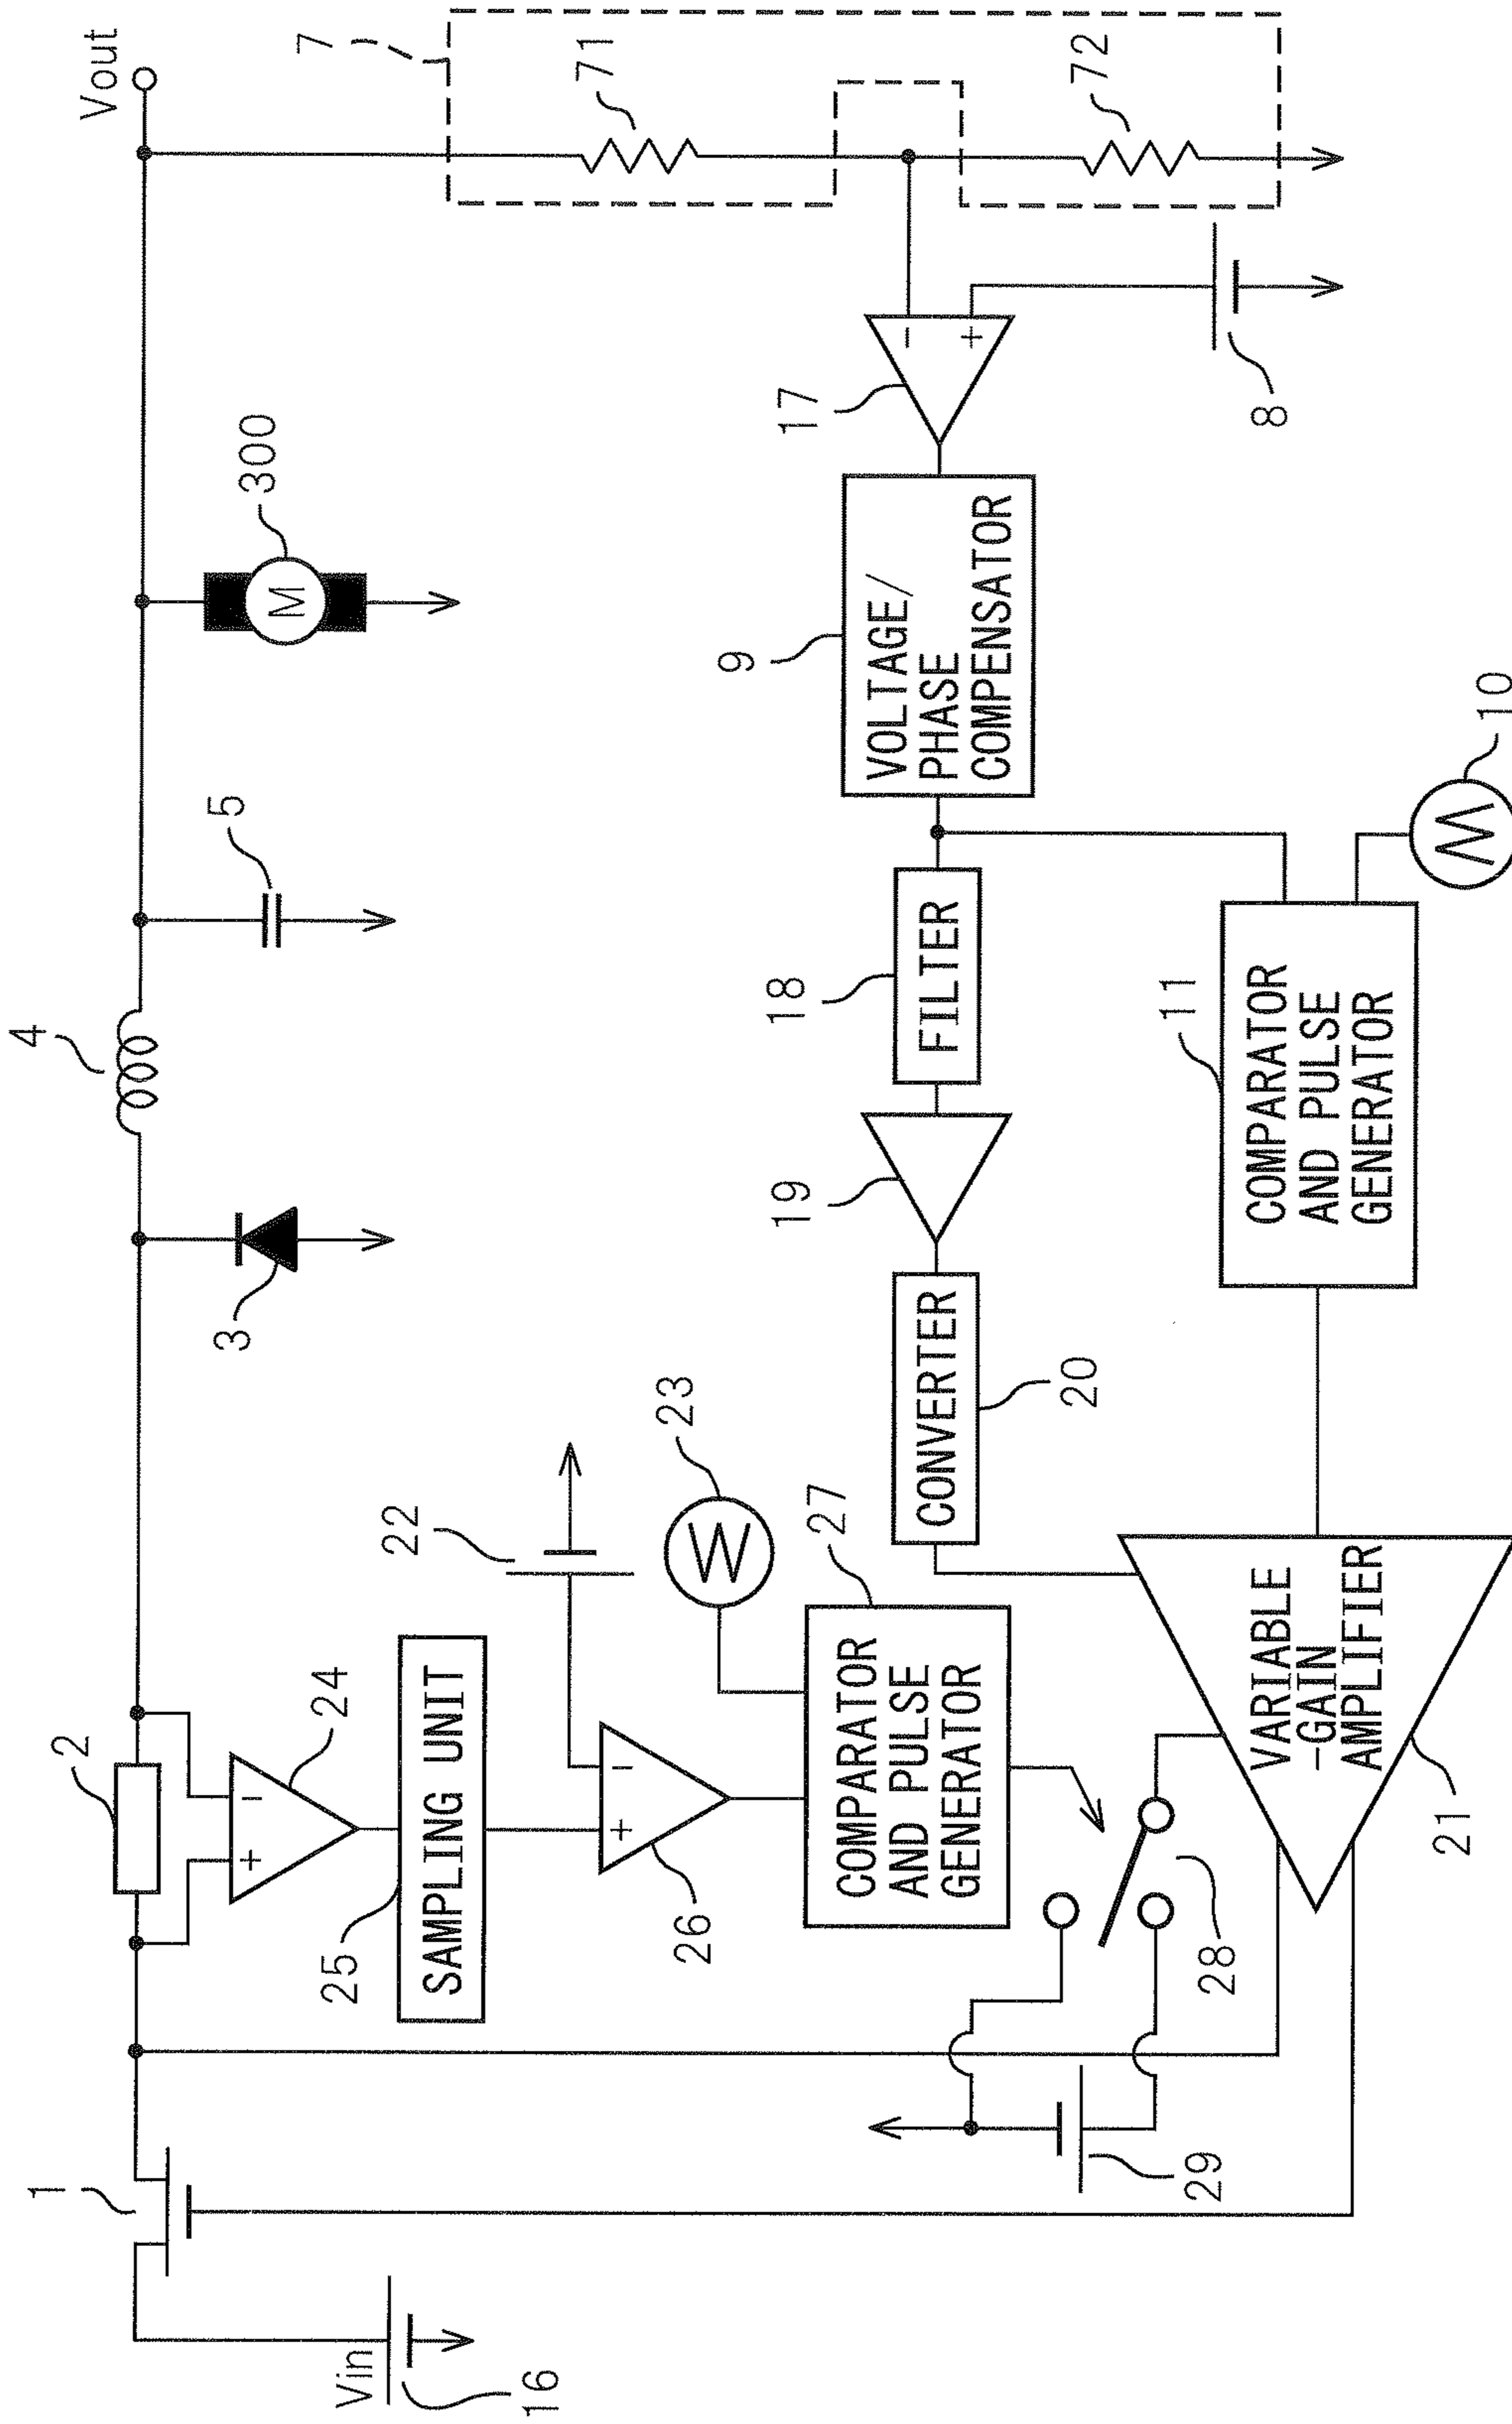 Vout
7
71
72
300
4
5
17
8
3
9
VOLTAGE/
PHASE
COMPENSATOR
10
18
FILTER
11
COMPARATOR
AND PULSE
GENERATOR
19
CONVERTER
20
23
W
W
22
27
COMPARATOR
AND PULSE
GENERATOR
VARIABLE
-GAIN
AMPLIFIER
21
2
24
+
-
25
SAMPLING UNIT
26
+
-
-
+
M
28
29
1
Vin
16